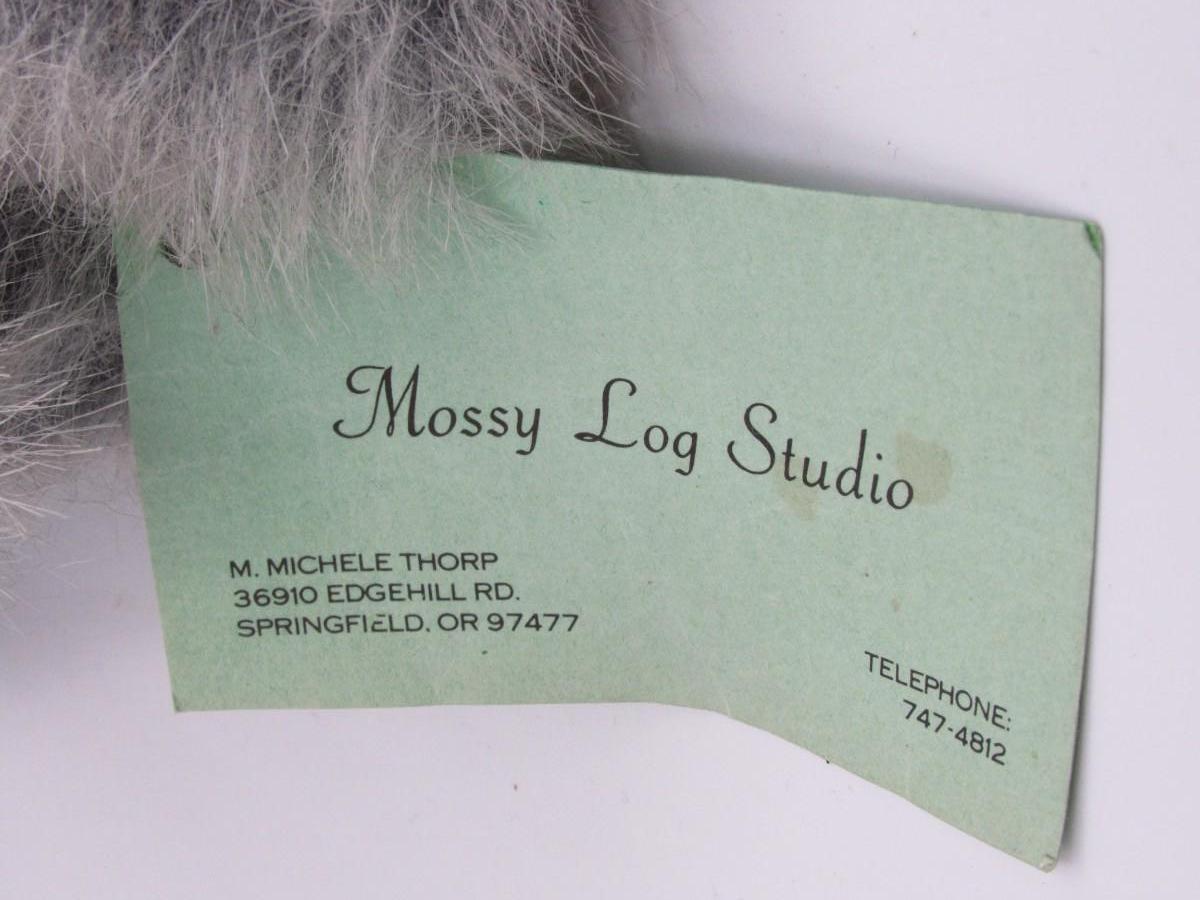 Mossy Log Studio
M. MICHELE THORP
36910 EDGEHILL RD.
SPRINGFIELD, OR 97477
TELEPHONE:
747-4812